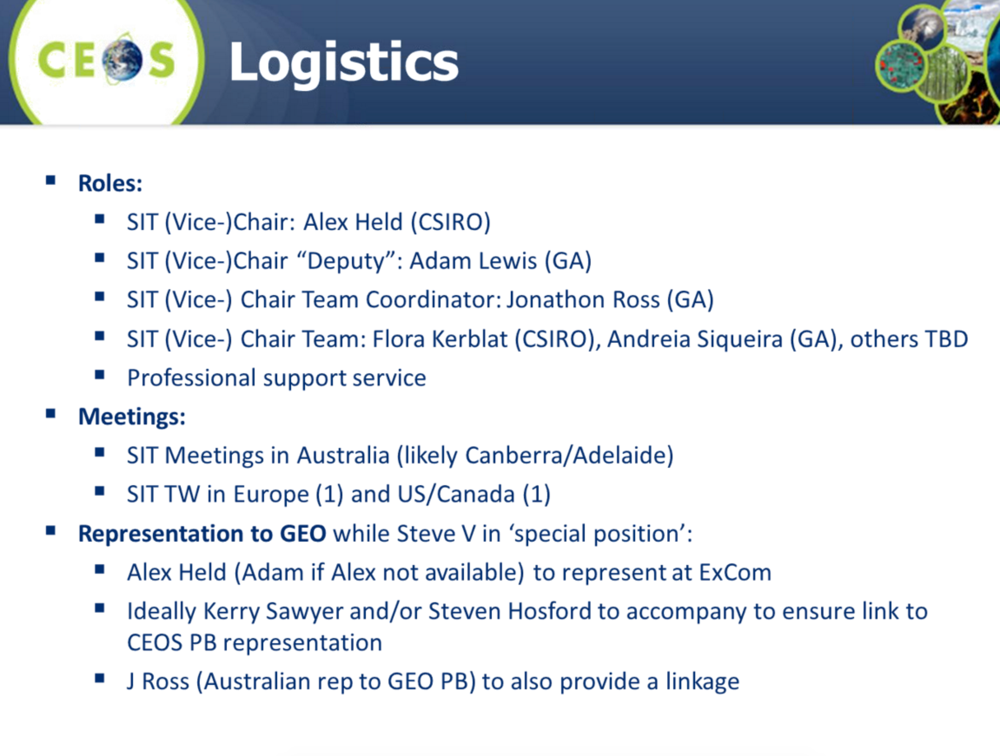 CEOS
Logistics
▪ Roles:
▪ SIT (Vice-)Chair: Alex Held (CSIRO)
▪ SIT (Vice-)Chair “Deputy”: Adam Lewis (GA)
▪ SIT (Vice-) Chair Team Coordinator: Jonathon Ross (GA)
▪ SIT (Vice-) Chair Team: Flora Kerblat (CSIRO), Andreia Siqueira (GA), others TBD
▪ Professional support service
▪ Meetings:
▪ SIT Meetings in Australia (likely Canberra/Adelaide)
▪ SIT TW in Europe (1) and US/Canada (1)
▪ Representation to GEO while Steve V in ‘special position’:
▪ Alex Held (Adam if Alex not available) to represent at ExCom
▪ Ideally Kerry Sawyer and/or Steven Hosford to accompany to ensure link to
CEOS PB representation
▪ J Ross (Australian rep to GEO PB) to also provide a linkage